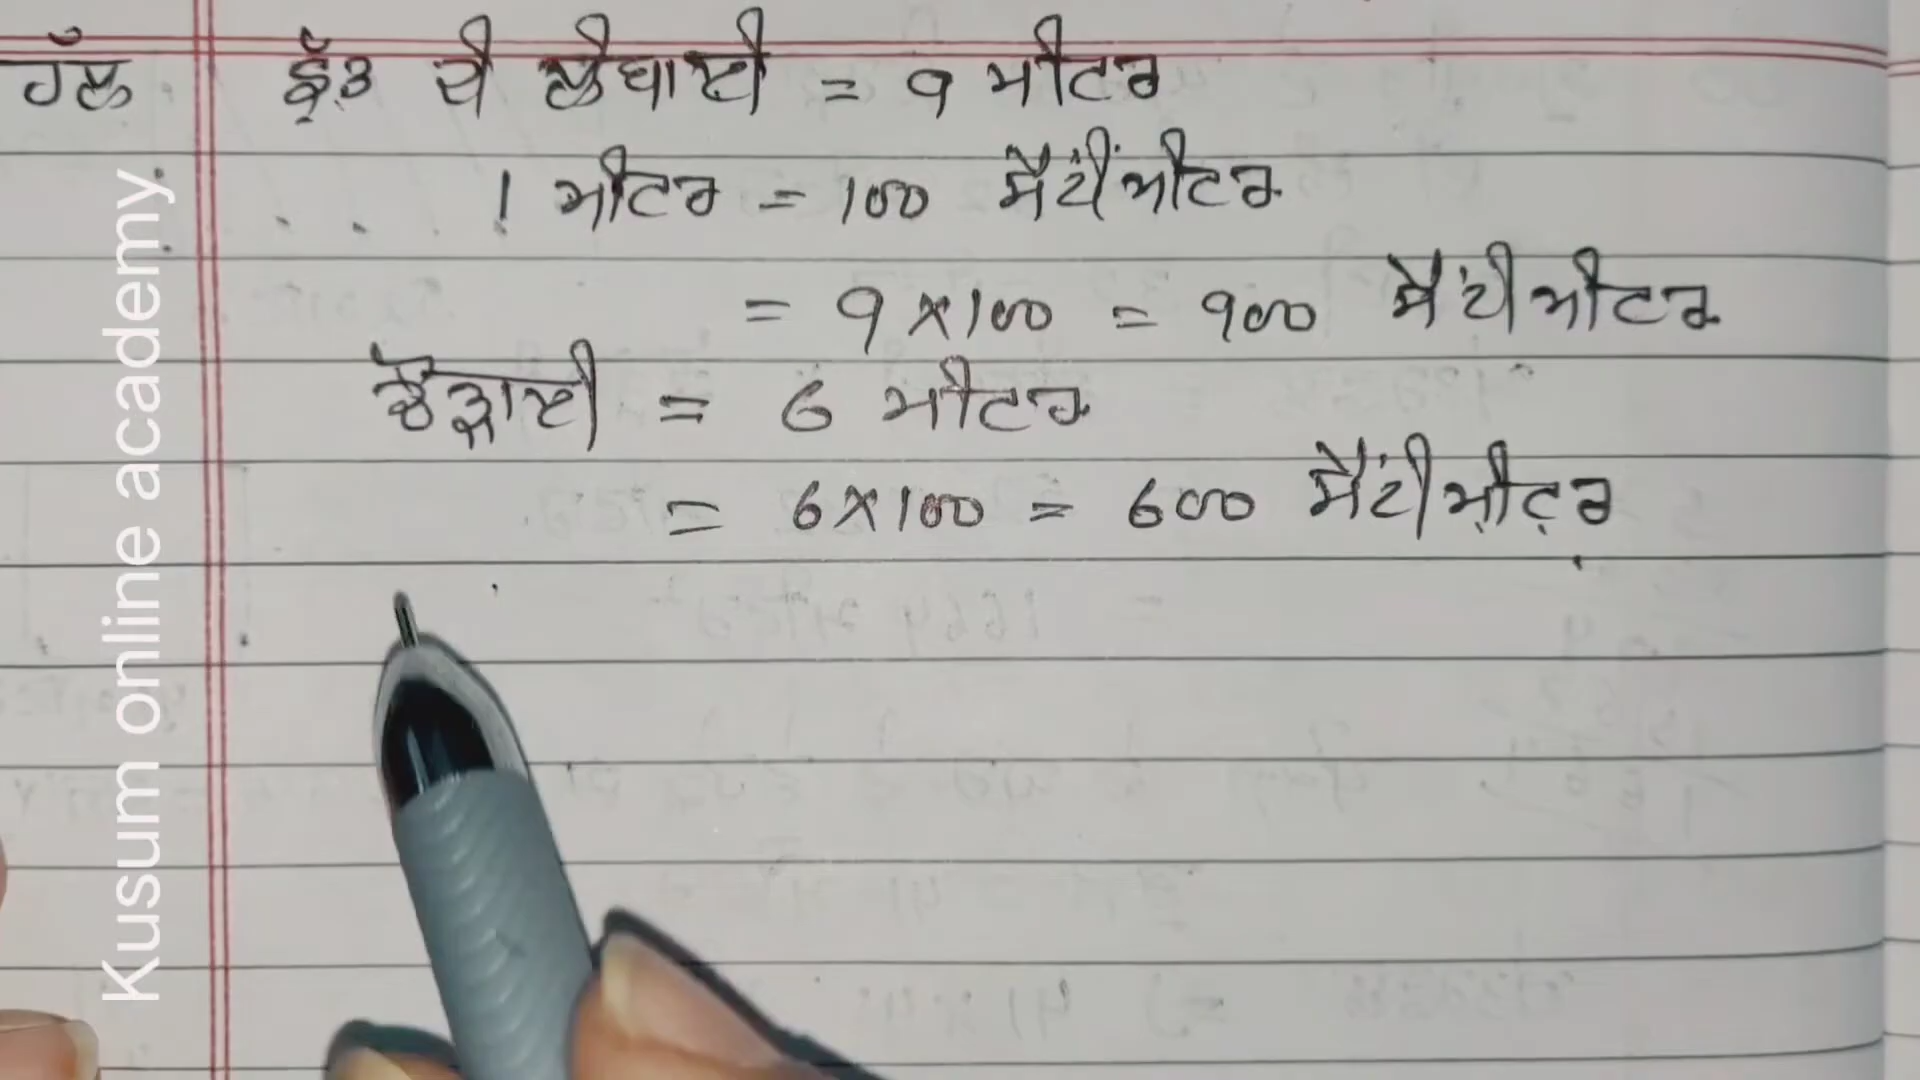 ਹੱਲ ਛੱਤ ਦੀ ਲੰਬਾਈ = 9 ਮੀਟਰ
1 ਮੀਟਰ = 100 ਸੈਂਟੀਮੀਟਰ
= 9 × 100 = 900 ਸੈਂਟੀਮੀਟਰ
ਚੌੜਾਈ = 6 ਮੀਟਰ
= 6 × 100 = 600 ਸੈਂਟੀਮੀਟਰ
Kusum online academy